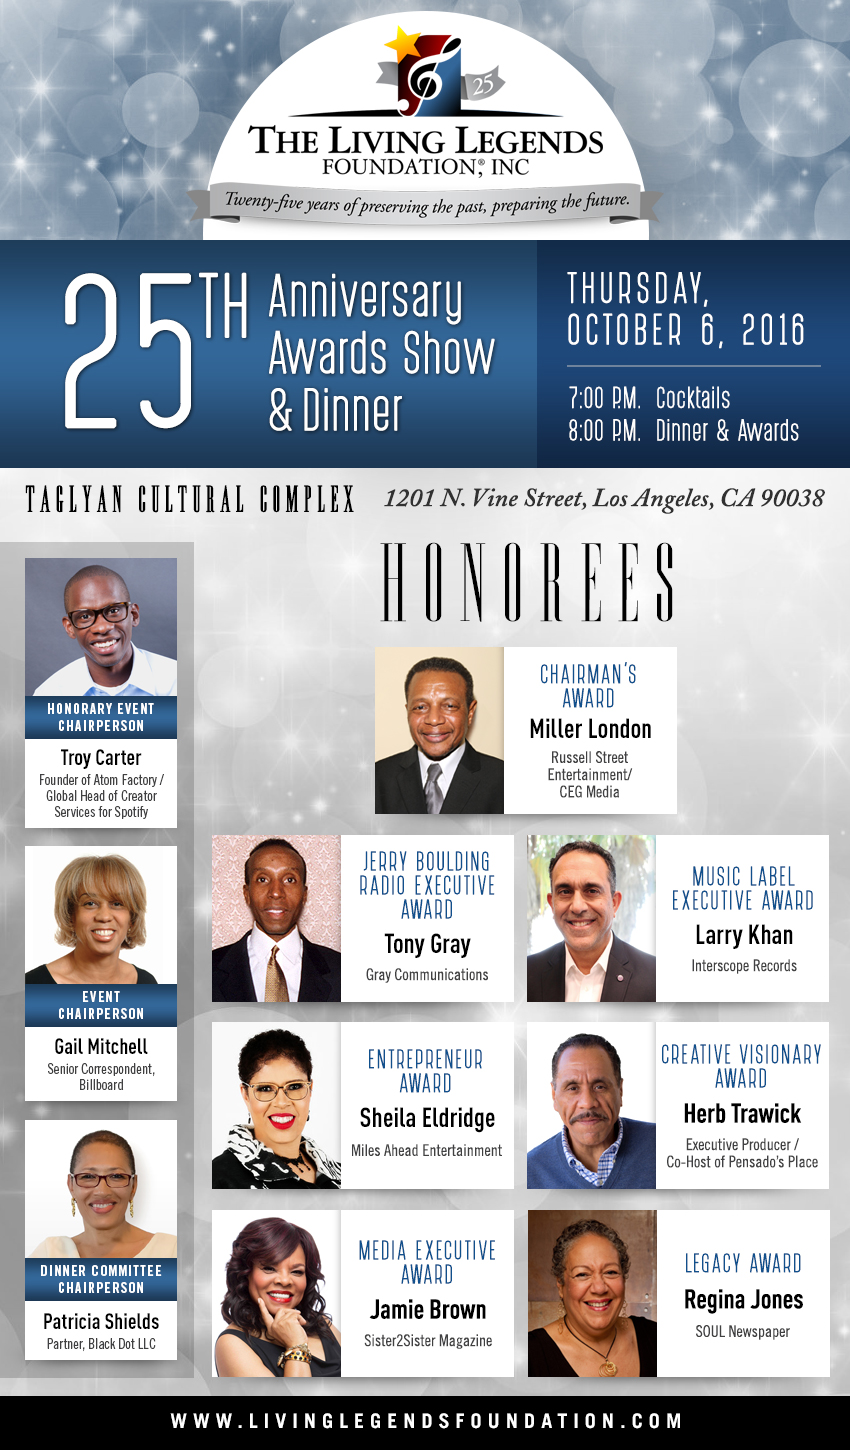 25
THE LIVING LEGENDS
FOUNDATION,® INC
Twenty-five years of preserving the past, preparing the future.
25TH
Anniversary
Awards Show
& Dinner
THURSDAY,
OCTOBER 6, 2016
7:00 P.M. Cocktails
8:00 P.M. Dinner & Awards
TAGLYAN CULTURAL COMPLEX
1201 N. Vine Street, Los Angeles, CA 90038
HONORARY EVENT
CHAIRPERSON
Troy Carter
Founder of Atom Factory /
Global Head of Creator
Services for Spotify
EVENT
CHAIRPERSON
Gail Mitchell
Senior Correspondent,
Billboard
DINNER COMMITTEE
CHAIRPERSON
Patricia Shields
Partner, Black Dot LLC
HONOREES
CHAIRMAN'S
AWARD
Miller London
Russell Street
Entertainment/
CEG Media
JERRY BOULDING
RADIO EXECUTIVE
AWARD
Tony Gray
Gray Communications
MUSIC LABEL
EXECUTIVE AWARD
Larry Khan
Interscope Records
ENTREPRENEUR
AWARD
Sheila Eldridge
Miles Ahead Entertainment
CREATIVE VISIONARY
AWARD
Herb Trawick
Executive Producer /
Co-Host of Pensado's Place
MEDIA EXECUTIVE
AWARD
Jamie Brown
Sister2Sister Magazine
LEGACY AWARD
Regina Jones
SOUL Newspaper
WWW.LIVINGLEGENDSFOUNDATION.COM